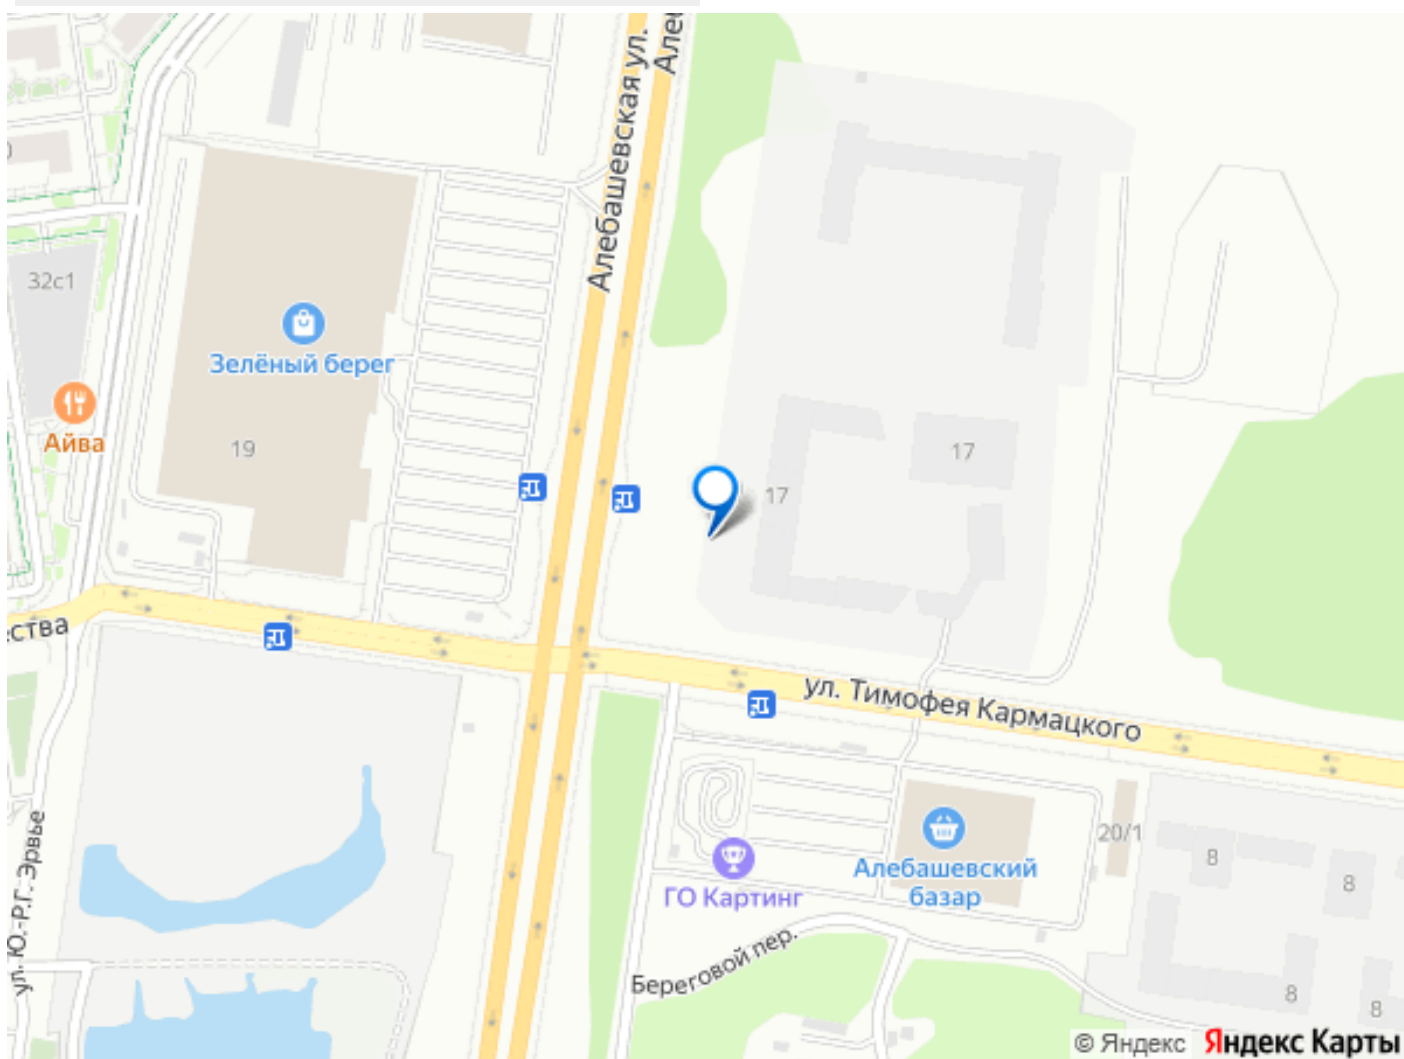 Алебашевская ул.
Але
32с1
Зелёный берег
Айва
19
17
17
ества
ул. Тимофея Кармацкого
20/1
8
8
8
8
Алебашевский
базар
ГО Картинг
ул. Ю.-Р.Г. Эрвье
Береговой пер.
© Яндекс Яндекс Карты